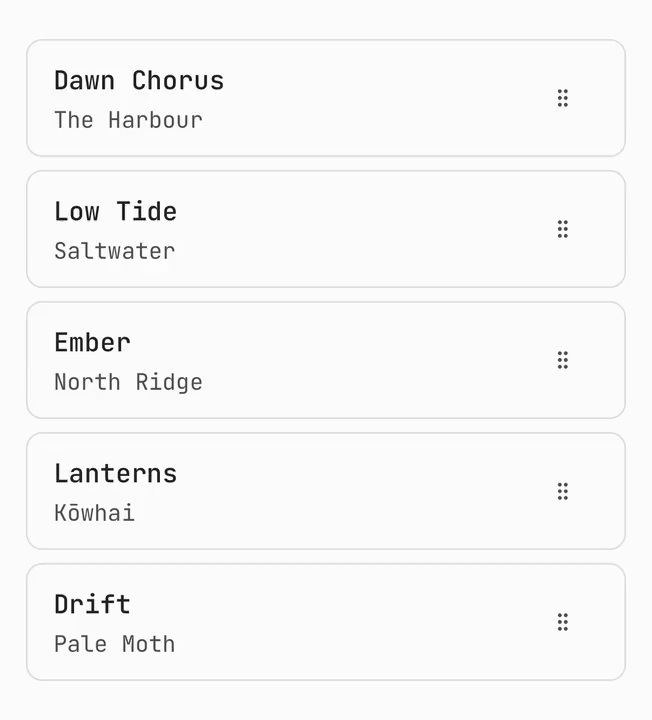 Dawn Chorus
The Harbour
Low Tide
Saltwater
Ember
North Ridge
Lanterns
Kōwhai
Drift
Pale Moth